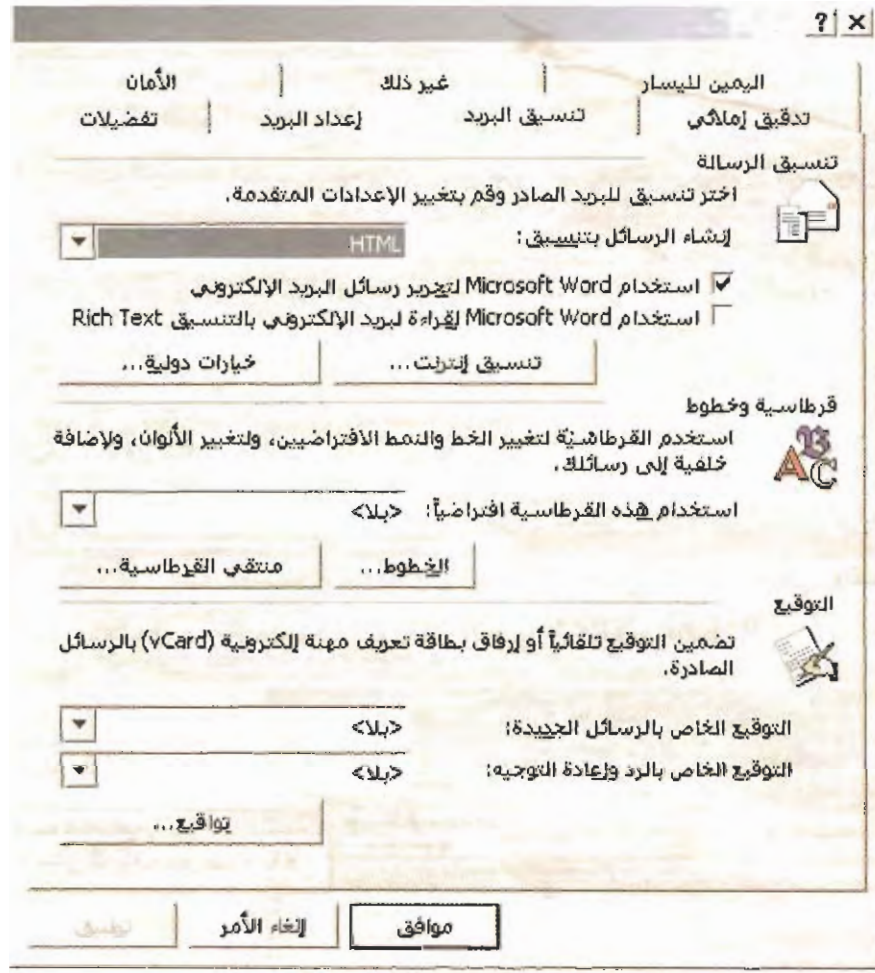 اليمين لليسار غير ذلك الأمان
تدقيق إملائي تنسيق البريد إعداد البريد تفضيلات
تنسيق الرسالة
اختر تنسيق للبريد الصادر وقم بتغيير الإعدادات المتقدمة.
إنشاء الرسائل بتنسيق: HTML
استخدام Microsoft Word لتحرير رسائل البريد الإلكتروني
استخدام Microsoft Word لقراءة لبريد الإلكتروني بالتنسيق Rich Text
تنسيق إنترنت... خيارات دولية...
قرطاسية وخطوط
استخدم القرطاسيّة لتغيير الخط والنمط الافتراضيين، ولتغيير الألوان، ولإضافة
خلفية إلى رسائلك.
استخدام هذه القرطاسية افتراضياً: <بلا>
الخطوط... منتقي القرطاسية...
التوقيع
تضمين التوقيع تلقائياً أو إرفاق بطاقة تعريف مهنة إلكترونية (vCard) بالرسائل
الصادرة.
التوقيع الخاص بالرسائل الجديدة: <بلا>
التوقيع الخاص بالرد وإعادة التوجيه: <بلا>
تواقيع...
موافق إلغاء الأمر تطبيق